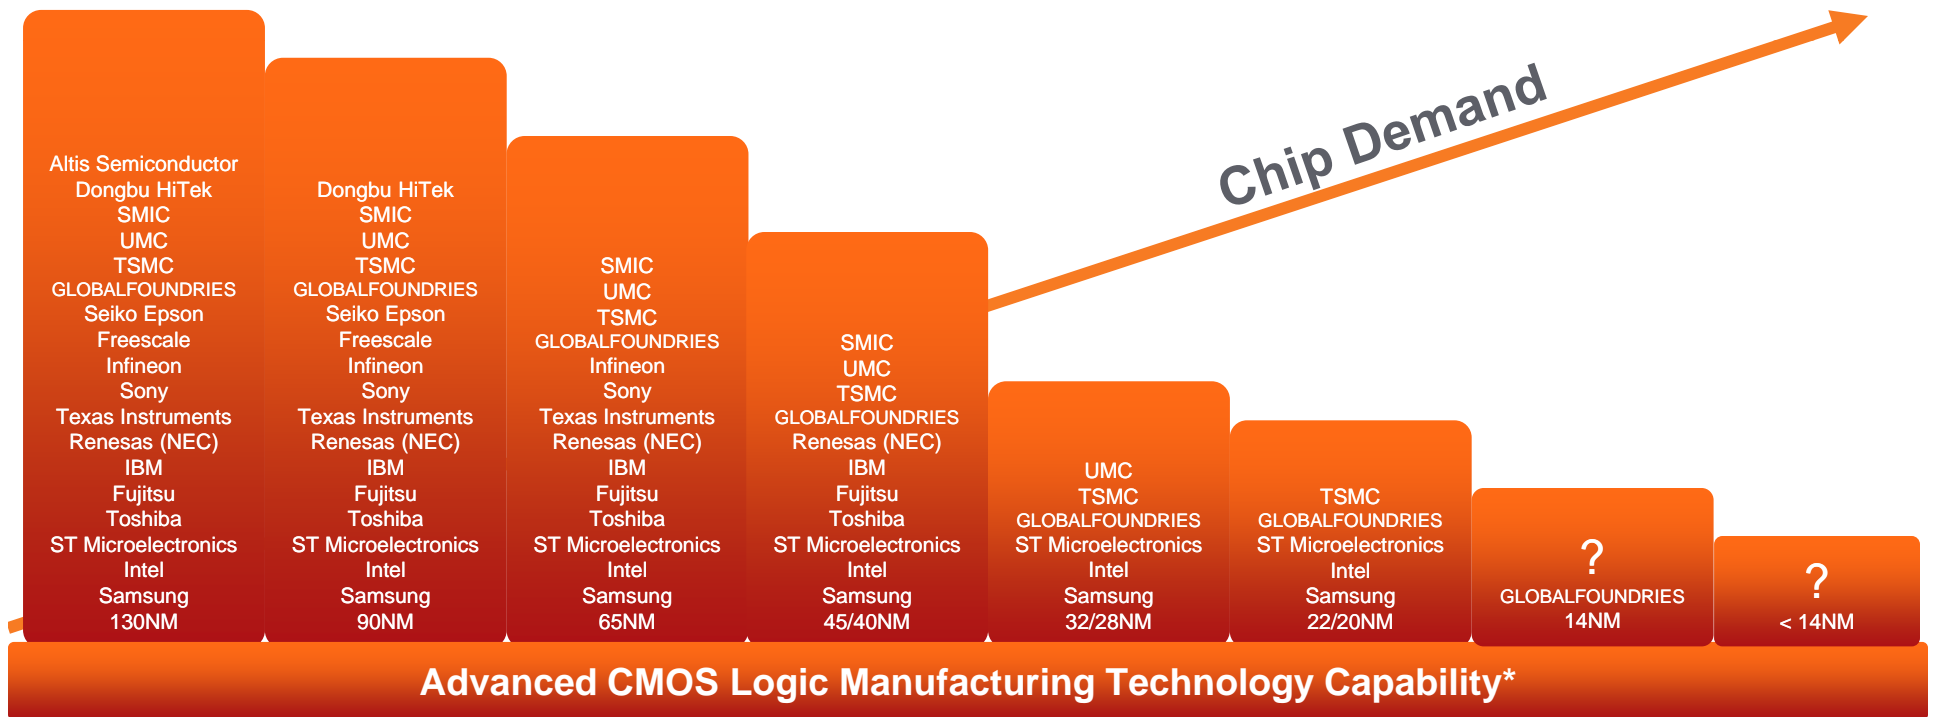 Chip Demand
Altis Semiconductor
Dongbu HiTek
SMIC
UMC
TSMC
GLOBALFOUNDRIES
Seiko Epson
Freescale
Infineon
Sony
Texas Instruments
Renesas (NEC)
IBM
Fujitsu
Toshiba
ST Microelectronics
Intel
Samsung
130NM
Dongbu HiTek
SMIC
UMC
TSMC
GLOBALFOUNDRIES
Seiko Epson
Freescale
Infineon
Sony
Texas Instruments
Renesas (NEC)
IBM
Fujitsu
Toshiba
ST Microelectronics
Intel
Samsung
90NM
SMIC
UMC
TSMC
GLOBALFOUNDRIES
Infineon
Sony
Texas Instruments
Renesas (NEC)
IBM
Fujitsu
Toshiba
ST Microelectronics
Intel
Samsung
65NM
SMIC
UMC
TSMC
GLOBALFOUNDRIES
Renesas (NEC)
IBM
Fujitsu
Toshiba
ST Microelectronics
Intel
Samsung
45/40NM
UMC
TSMC
GLOBALFOUNDRIES
ST Microelectronics
Intel
Samsung
32/28NM
TSMC
GLOBALFOUNDRIES
ST Microelectronics
Intel
Samsung
22/20NM
?
GLOBALFOUNDRIES
14NM
?
< 14NM
Advanced CMOS Logic Manufacturing Technology Capability*